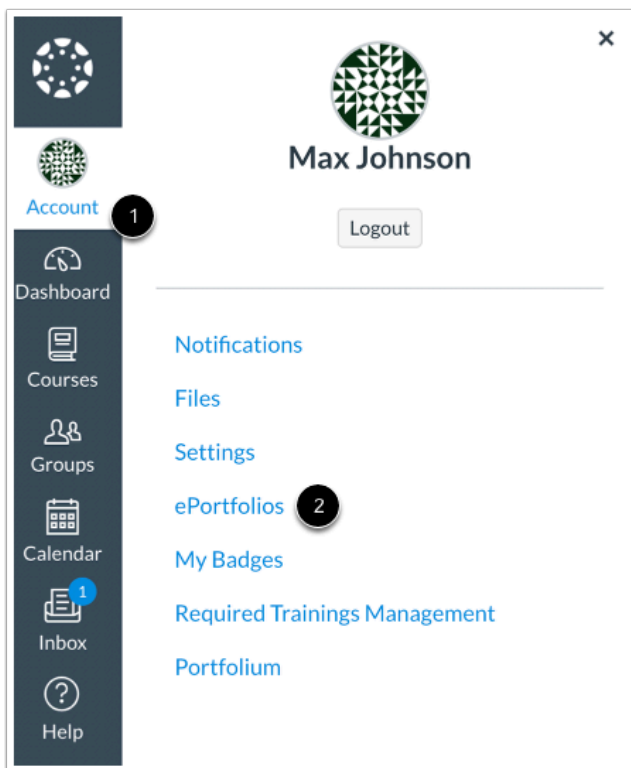 ×
Max Johnson
Logout
Account 1
Dashboard
Courses
Groups
Calendar
1
Inbox
?
Help
Notifications
Files
Settings
ePortfolios 2
My Badges
Required Trainings Management
Portfolium